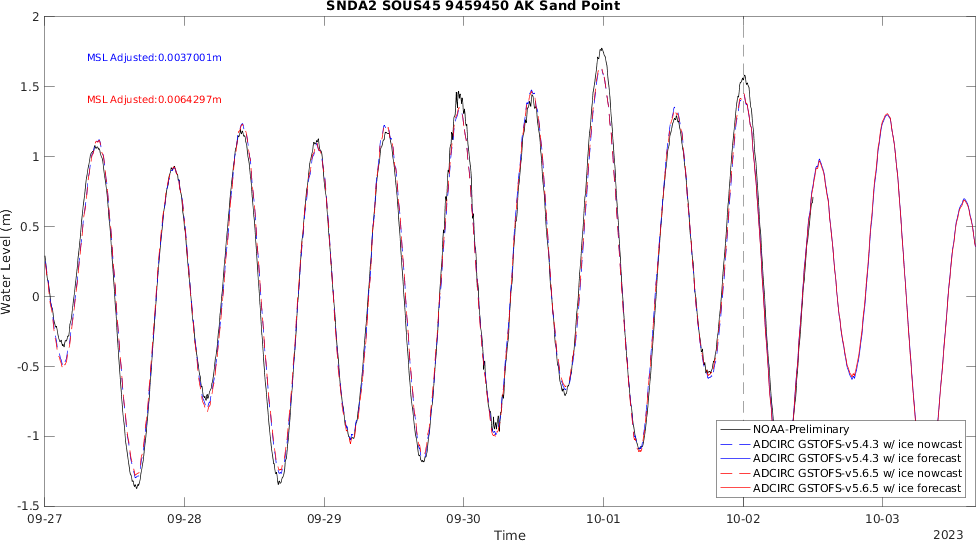 SNDA2 SOUS45 9459450 AK Sand Point
MSL Adjusted:0.0037001m
MSL Adjusted:0.0064297m
Water Level (m)
2
1.5
1
0.5
0
-0.5
-1
-1.5
NOAA-Preliminary
ADCIRC GSTOFS-v5.4.3 w/ ice nowcast
ADCIRC GSTOFS-v5.4.3 w/ ice forecast
ADCIRC GSTOFS-v5.6.5 w/ ice nowcast
ADCIRC GSTOFS-v5.6.5 w/ ice forecast
09-27 09-28 09-29 09-30 10-01 10-02 10-03
Time
2023